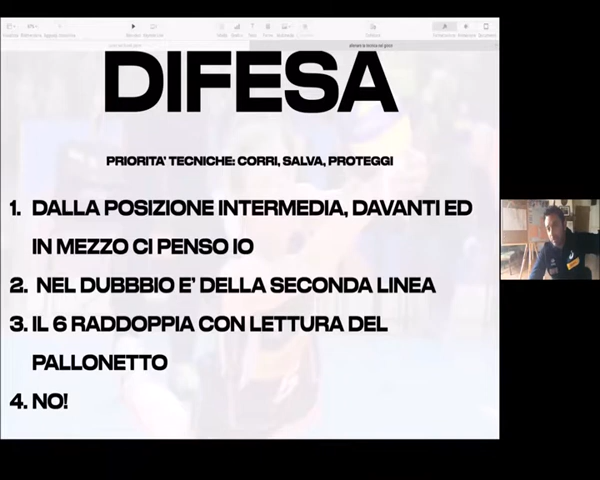 DIFESA
PRIORITA' TECNICHE: CORRI, SALVA, PROTEGGI
1. DALLA POSIZIONE INTERMEDIA, DAVANTI ED
IN MEZZO CI PENSO IO
2. NEL DUBBBIO E' DELLA SECONDA LINEA
3. IL 6 RADDOPPIA CON LETTURA DEL
PALLONETTO
4. NO!